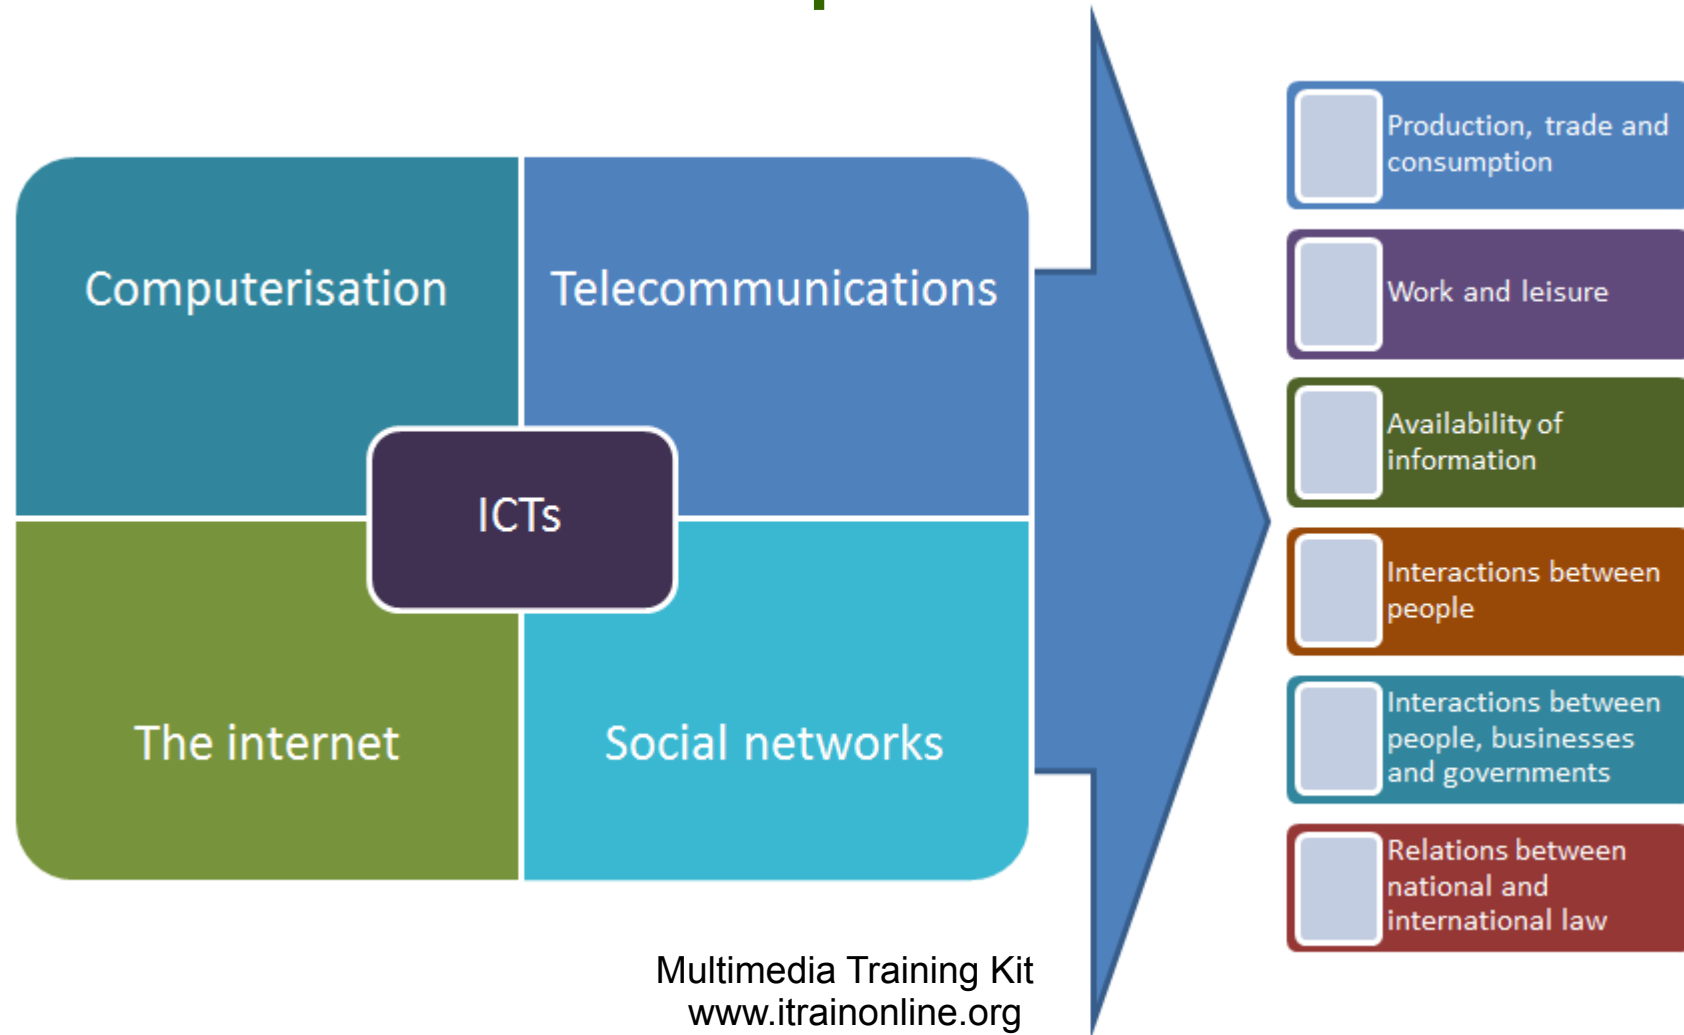 Computerisation
Telecommunications
ICTs
The internet
Social networks
Production, trade and
consumption
Work and leisure
Availability of
information
Interactions between
people
Interactions between
people, businesses
and governments
Relations between
national and
international law
Multimedia Training Kit
www.itrainonline.org